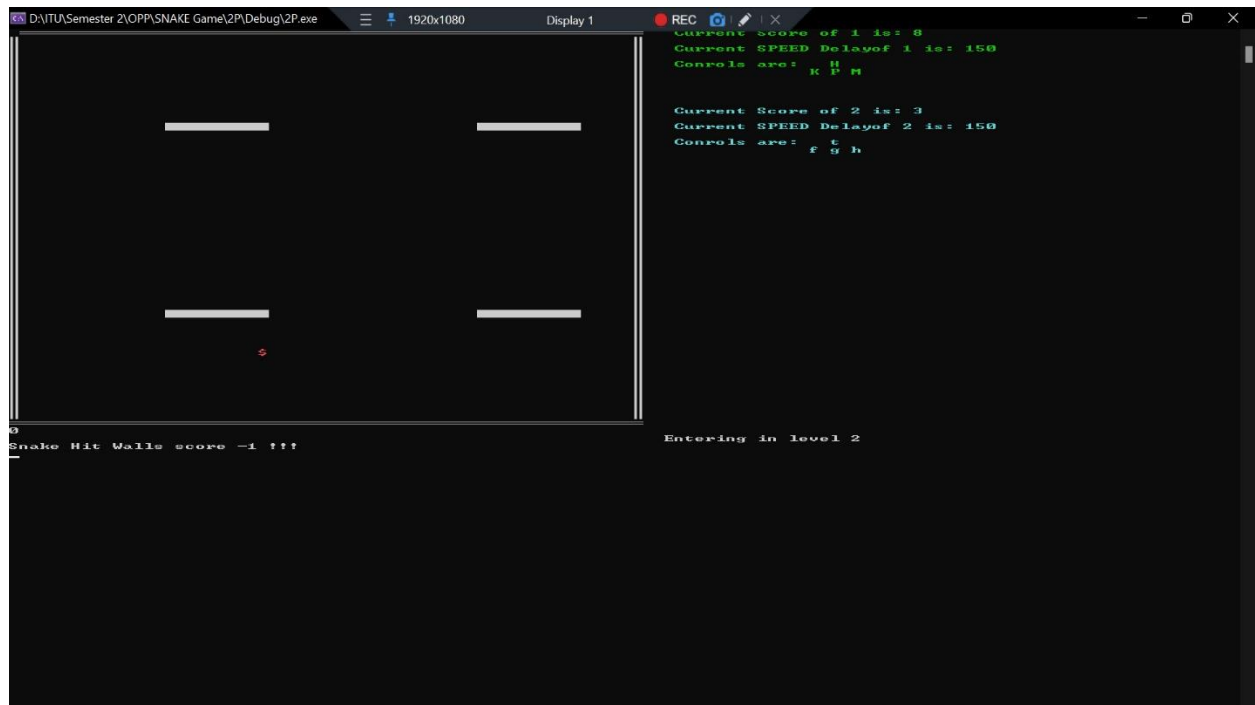 D:\ITU\Semester 2\OPP\SNAKE Game\2P\Debug\2P.exe
1920x1080
Display 1
REC
Current Score of 1 is: 8
Current SPEED Delayof 1 is: 150
Conrols are: H
K P M
Current Score of 2 is: 3
Current SPEED Delayof 2 is: 150
Conrols are: t
f g h
0
Snake Hit Walls score -1 !!!
Entering in level 2